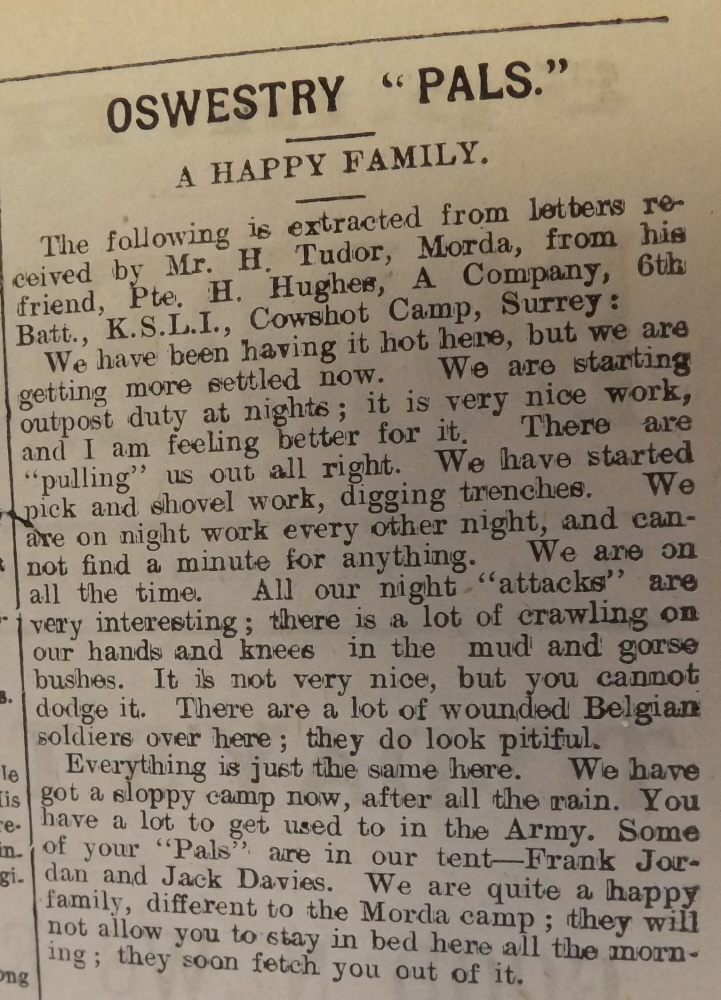 OSWESTRY "PALS."
A HAPPY FAMILY.
The following is extracted from letters re-
ceived by Mr. H. Tudor, Morda, from his
friend, Pte. H. Hughes, A Company, 6th
Batt., K.S.L.I., Cowshot Camp, Surrey:
We have been having it hot here, but we are
getting more settled now. We are starting
outpost duty at nights; it is very nice work,
and I am feeling better for it. There are
"pulling" us out all right. We have started
pick and shovel work, digging trenches. We
are on night work every other night, and can-
not find a minute for anything. We are on
all the time. All our night "attacks" are
very interesting; there is a lot of crawling on
our hands and knees in the mud and gorse
bushes. It is not very nice, but you cannot
dodge it. There are a lot of wounded Belgian
soldiers over here; they do look pitiful.
Everything is just the same here. We have
got a sloppy camp now, after all the rain. You
have a lot to get used to in the Army. Some
of your "Pals" are in our tent—Frank Jor-
dan and Jack Davies. We are quite a happy
family, different to the Morda camp; they will
not allow you to stay in bed here all the morn-
ing; they soon fetch you out of it.